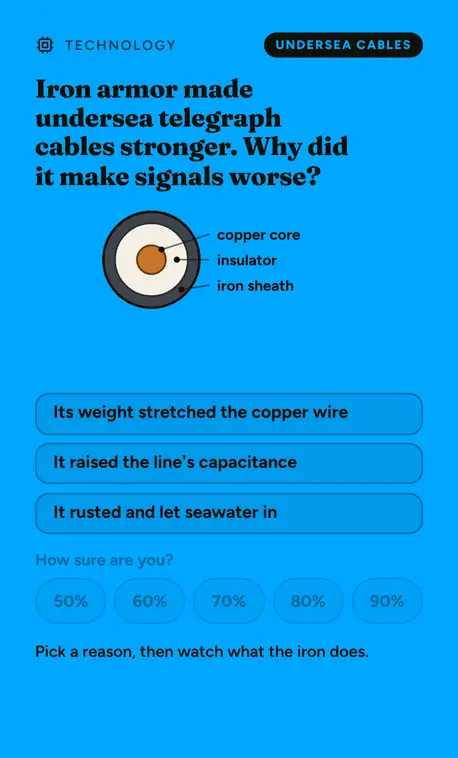 TECHNOLOGY
UNDERSEA CABLES
Iron armor made
undersea telegraph
cables stronger. Why did
it make signals worse?
copper core
insulator
iron sheath
Its weight stretched the copper wire
It raised the line's capacitance
It rusted and let seawater in
How sure are you?
50% 60% 70% 80% 90%
Pick a reason, then watch what the iron does.